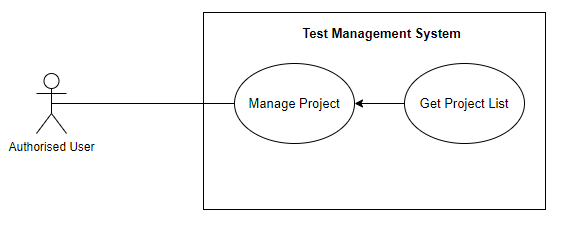 Test Management System
Manage Project
Get Project List
Authorised User